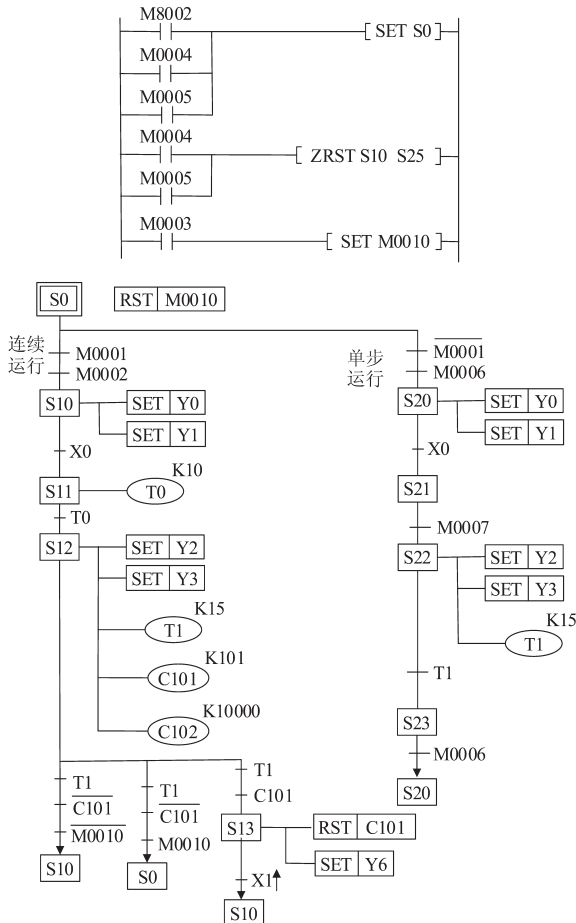 M8002
[ SET S0 ]
M0004
M0005
M0004
[ ZRST S10 S25 ]
M0005
M0003
[ SET M0010 ]
S0
RST M0010
连续
运行
M0001
M0002
单步
运行
M0001
M0006
S10
SET Y0
SET Y1
S20
SET Y0
SET Y1
X0
X0
S11
K10
T0
S21
T0
M0007
S12
SET Y2
SET Y3
S22
SET Y2
SET Y3
K15
T1
K15
T1
K101
C101
T1
K10000
C102
S23
M0006
S20
T1
C101
M0010
S10
T1
C101
M0010
S0
T1
C101
S13
RST C101
SET Y6
X1
S10